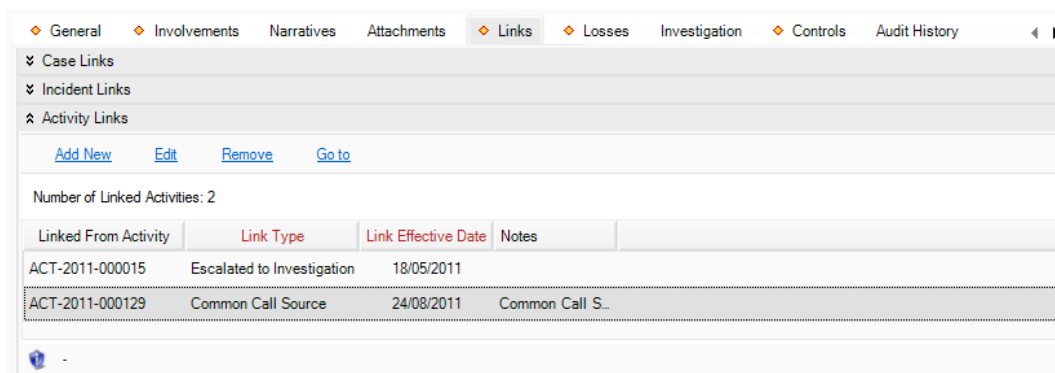 General Involvements Narratives Attachments Links Losses Investigation Controls Audit History
Case Links
Incident Links
Activity Links
Add New Edit Remove Go to
Number of Linked Activities: 2
Linked From Activity Link Type Link Effective Date Notes
ACT-2011-000015 Escalated to Investigation 18/05/2011
ACT-2011-000129 Common Call Source 24/08/2011 Common Call S...
-